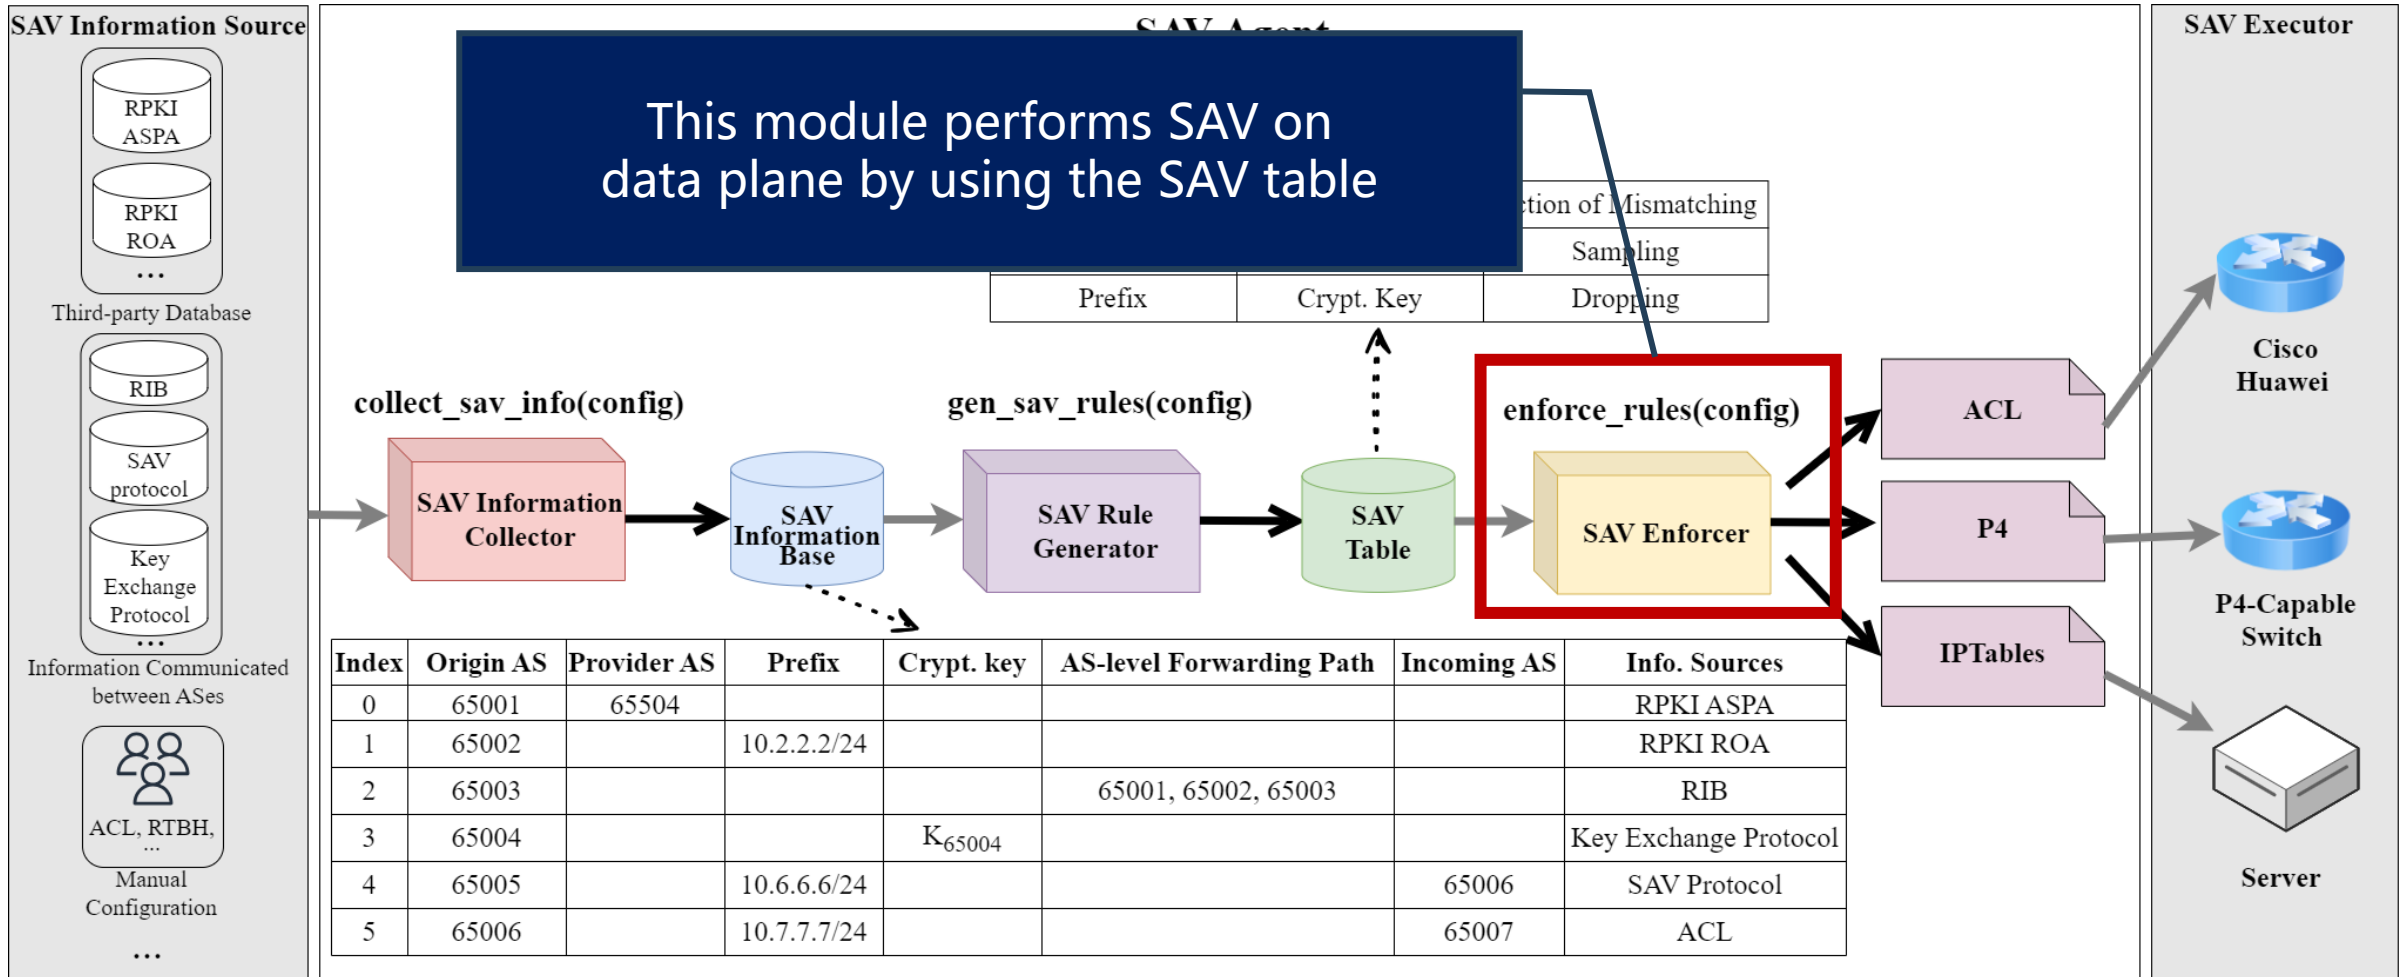 SAV Information Source
RPKI
ASPA
RPKI
ROA
...
Third-party Database
RIB
SAV
protocol
Key
Exchange
Protocol
...
Information Communicated
between ASes
ACL, RTBH,
...
Manual
Configuration
...
SAV Agent
This module performs SAV on
data plane by using the SAV table
ction of Mismatching
Sampling
Prefix Crypt. Key Dropping
collect_sav_info(config)
gen_sav_rules(config)
enforce_rules(config)
SAV Information
Collector
SAV
Information
Base
SAV Rule
Generator
SAV
Table
SAV Enforcer
ACL
P4
IPTables
Index Origin AS Provider AS Prefix Crypt. key AS-level Forwarding Path Incoming AS Info. Sources
0 65001 65504 RPKI ASPA
1 65002 10.2.2.2/24 RPKI ROA
2 65003 65001, 65002, 65003 RIB
3 65004 K65004 Key Exchange Protocol
4 65005 10.6.6.6/24 65006 SAV Protocol
5 65006 10.7.7.7/24 65007 ACL
SAV Executor
Cisco
Huawei
P4-Capable
Switch
Server